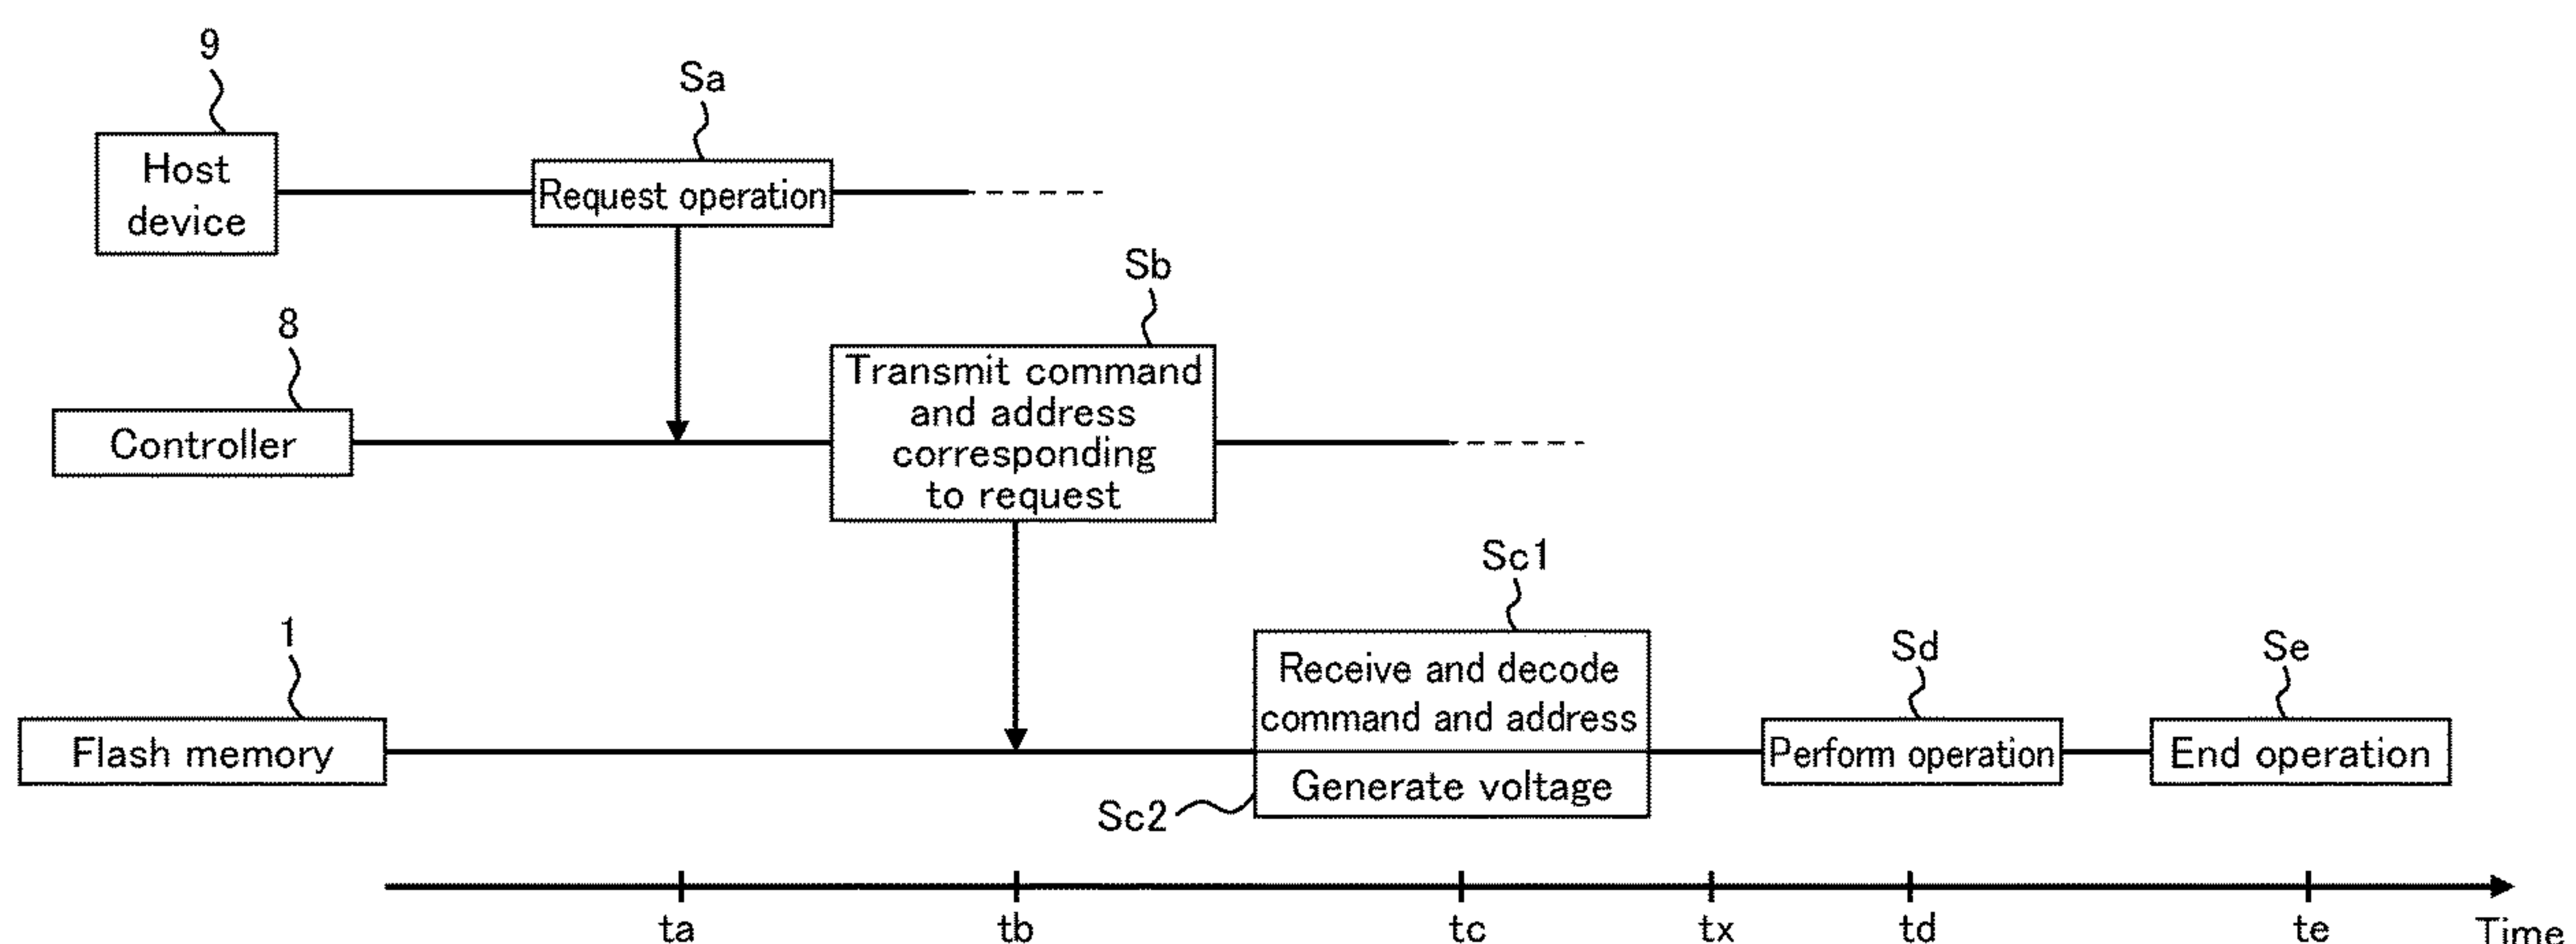 9
Sa
Host
device
Request operation
Sb
8
Transmit command
and address
corresponding
to request
Controller
Sc1
1
Receive and decode
command and address
Sd
Se
Flash memory
Perform operation
End operation
Generate voltage
Sc2
ta
tb
tc
tx
td
te
Time